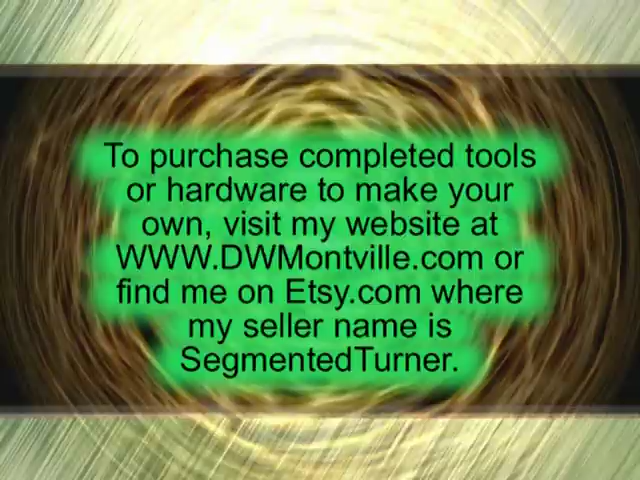 To purchase completed tools
or hardware to make your
own, visit my website at
WWW.DWMontville.com or
find me on Etsy.com where
my seller name is
SegmentedTurner.